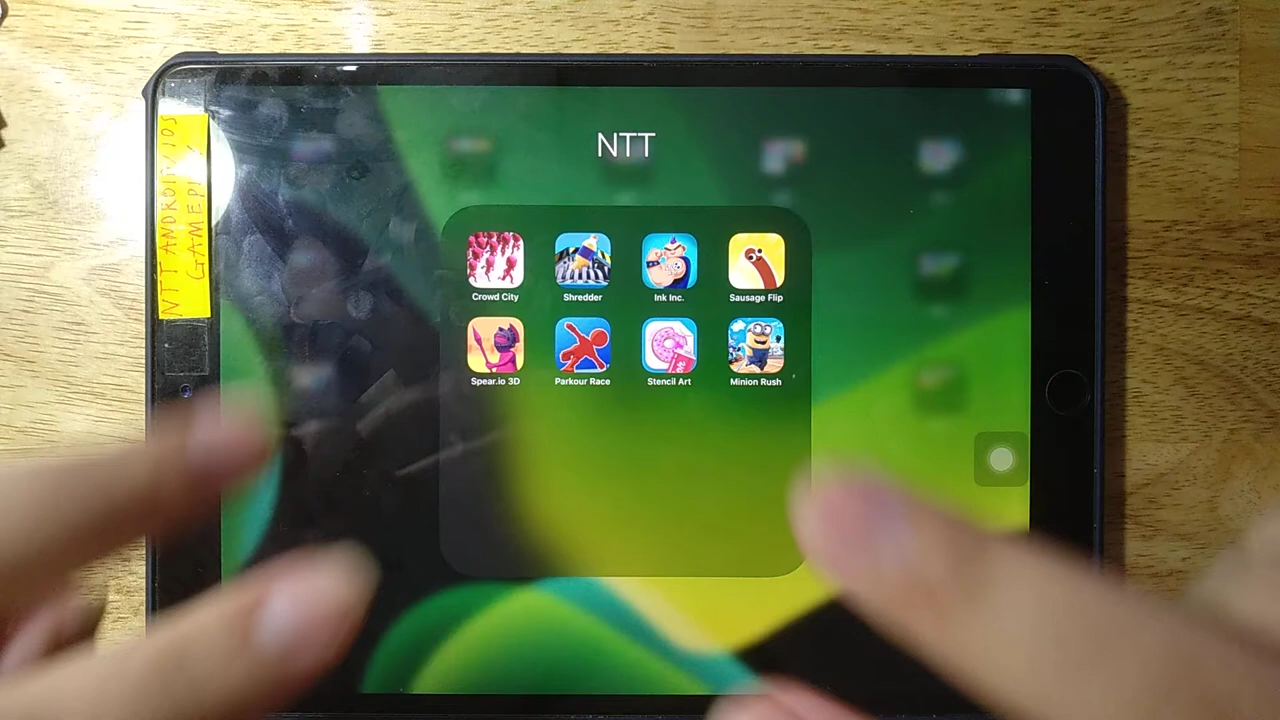 NTT ANDROID/IOS
GAMEPLAY
NTT
Crowd City
Shredder
Ink Inc.
Sausage Flip
Spear.io 3D
Parkour Race
Stencil Art
Minion Rush